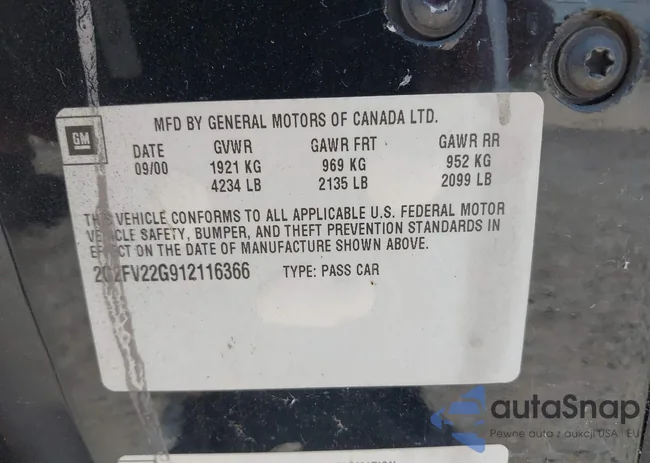 GM
MFD BY GENERAL MOTORS OF CANADA LTD.
DATE GVWR GAWR FRT GAWR RR
09/00 1921 KG 969 KG 952 KG
4234 LB 2135 LB 2099 LB
THIS VEHICLE CONFORMS TO ALL APPLICABLE U.S. FEDERAL MOTOR
VEHICLE SAFETY, BUMPER, AND THEFT PREVENTION STANDARDS IN
EFFECT ON THE DATE OF MANUFACTURE SHOWN ABOVE.
2G2FV22G912116366 TYPE: PASS CAR
autaSnap
Pewne auta z aukcji USA i EU